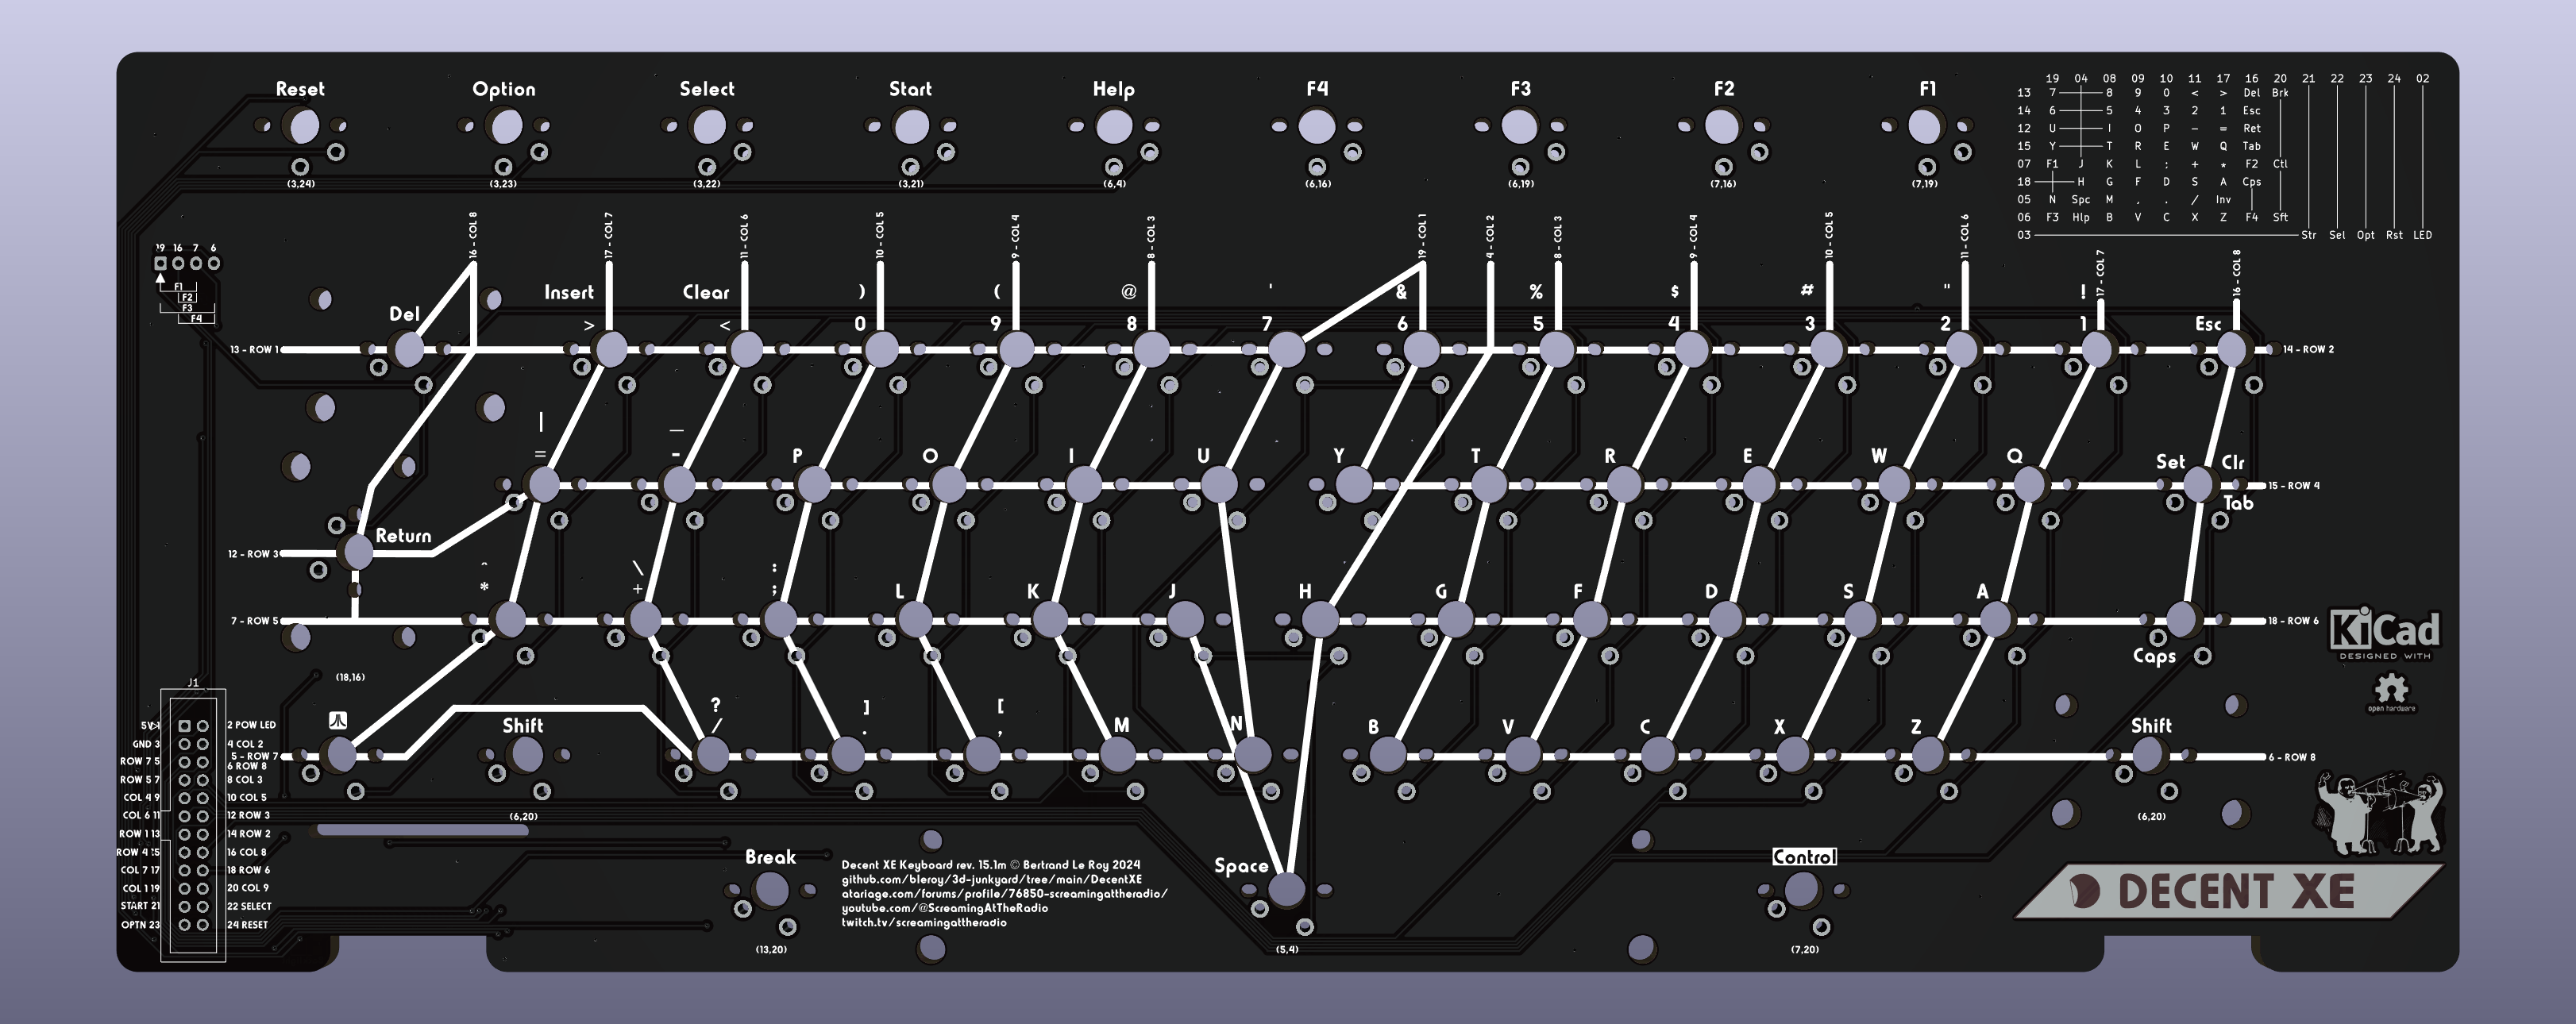 Reset Option Select Start Help F4 F3 F2 F1
(3,24) (3,23) (3,22) (3,21) (6,4) (6,16) (6,19) (7,16) (7,19)
19 04 08 09 10 11 17 16 20 21 22 23 24 02
13 7 8 9 0 < > Del Brk
14 6 5 4 3 2 1 Esc
12 U I O P - = Ret
15 Y T R E W Q Tab
07 F1 J K L ; + * F2 Ctl
18 H G F D S A Cps
05 N Spc M , . / Inv
06 F3 Hlp B V C X Z F4 Sft
03 Str Sel Opt Rst LED
19 16 7 6
F1
F2
F3
F4
16 - COL 8 17 - COL 7 11 - COL 6 10 - COL 5 9 - COL 4 8 - COL 3 19 - COL 1 4 - COL 2 8 - COL 3 9 - COL 4 10 - COL 5 11 - COL 6 17 - COL 7 16 - COL 8
Insert Clear ) ( @ ' & % $ # " !
Del > < 0 9 8 7 6 5 4 3 2 1 Esc
13 - ROW 1 14 - ROW 2
| _
= - P O I U Y T R E W Q Set Clr
Tab
15 - ROW 4
Return
12 - ROW 3
^ \ :
* + ; L K J H G F D S A
7 - ROW 5 18 - ROW 6
Caps
KiCad
DESIGNED WITH
open hardware
(18,16)
? ] [
Shift / . , M N B V C X Z Shift
5 - ROW 7 6 - ROW 8
(6,20) (6,20)
J1
5V 1 2 POW LED
GND 3 4 COL 2
ROW 7 5 6 ROW 8
ROW 5 7 8 COL 3
COL 4 9 10 COL 5
COL 6 11 12 ROW 3
ROW 1 13 14 ROW 2
ROW 4 15 16 COL 8
COL 7 17 18 ROW 6
COL 1 19 20 COL 9
START 21 22 SELECT
OPTN 23 24 RESET
Break Space Control
(13,20) (5,4) (7,20)
Decent XE Keyboard rev. 15.1m © Bertrand Le Roy 2024
github.com/bleroy/3d-junkyard/tree/main/DecentXE
atariage.com/forums/profile/76850-screamingattheradio/
youtube.com/@ScreamingAtTheRadio
twitch.tv/screamingattheradio
DECENT XE